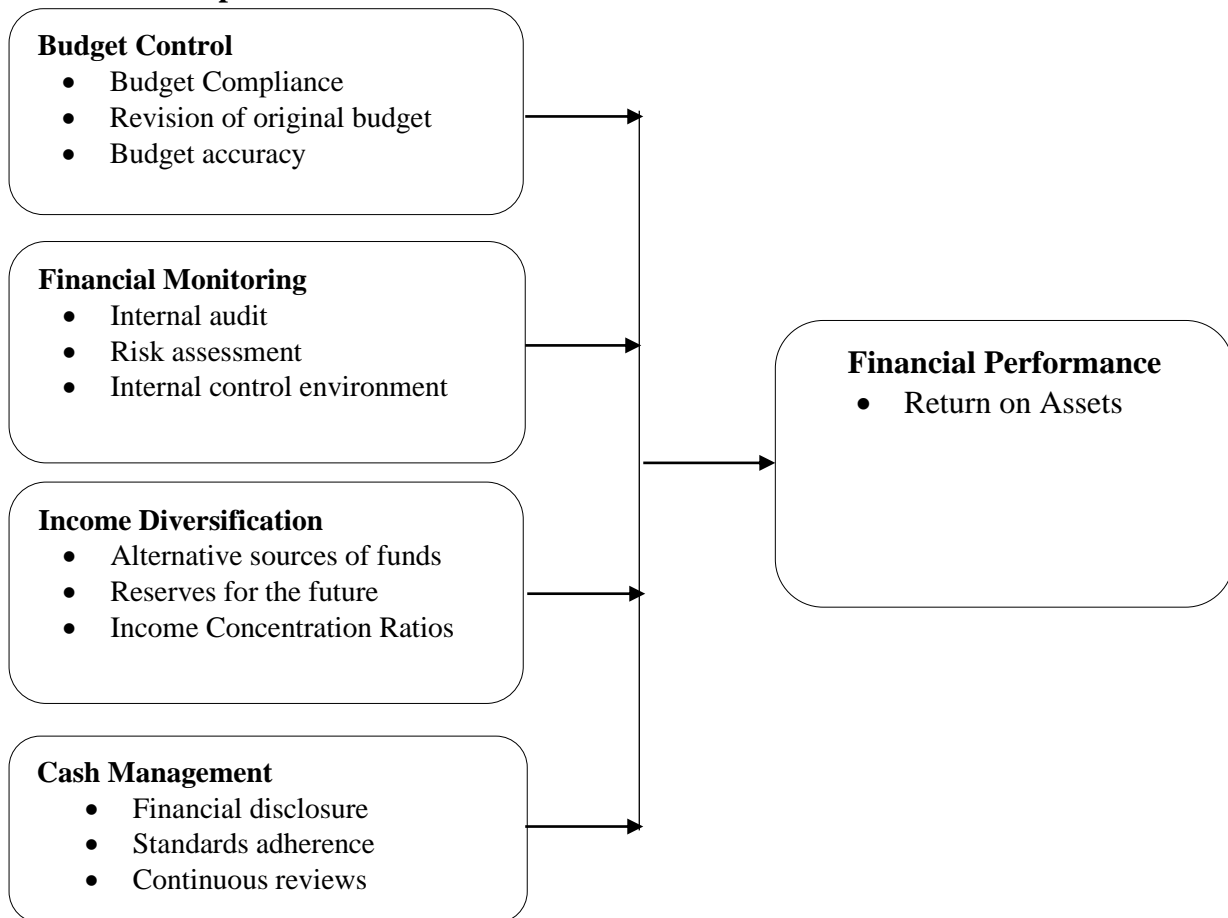 Budget Control
• Budget Compliance
• Revision of original budget
• Budget accuracy
Financial Monitoring
• Internal audit
• Risk assessment
• Internal control environment
Income Diversification
• Alternative sources of funds
• Reserves for the future
• Income Concentration Ratios
Cash Management
• Financial disclosure
• Standards adherence
• Continuous reviews
Financial Performance
• Return on Assets